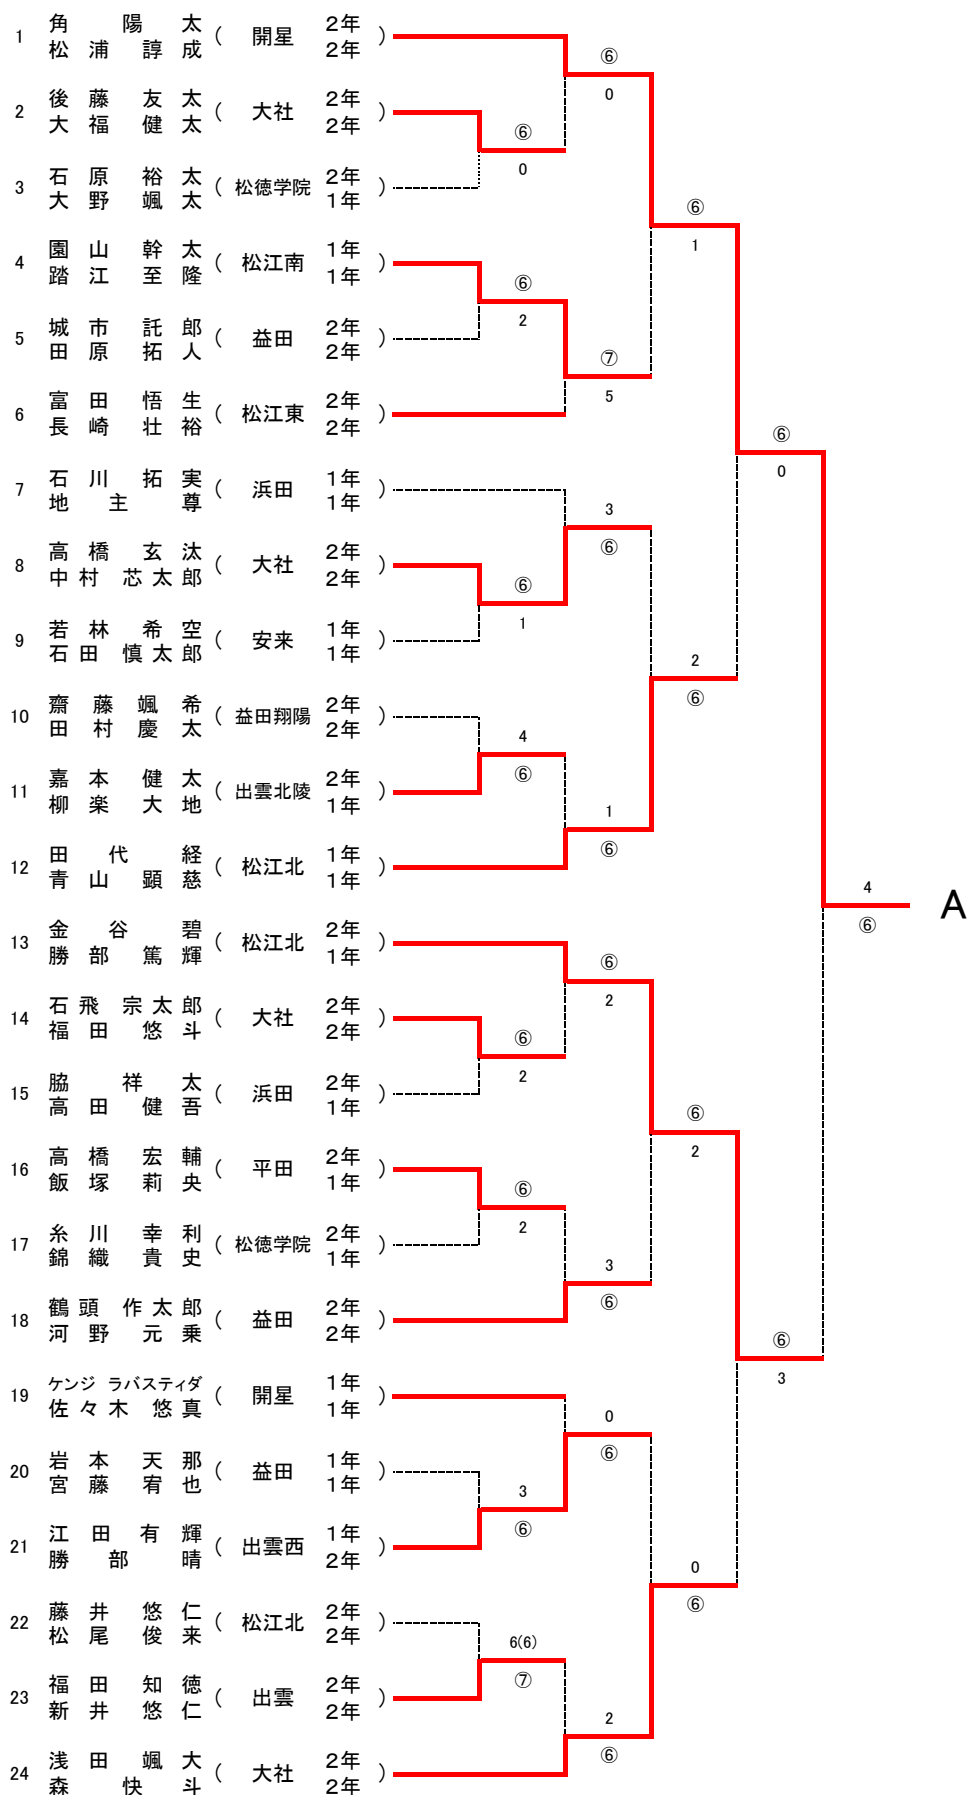 1 角 陽 太 ( 開星 2年 )
松 浦 諄 成 2年
⑥
0
2 後 藤 友 太 ( 大社 2年 )
大 福 健 太 2年
⑥
0
3 石 原 裕 太 ( 松徳学院 2年 )
大 野 颯 太 1年
⑥
1
4 園 山 幹 太 ( 松江南 1年 )
踏 江 至 隆 1年
⑥
2
5 城 市 託 郎 ( 益田 2年 )
田 原 拓 人 2年
⑦
5
6 富 田 悟 生 ( 松江東 2年 )
長 崎 壮 裕 2年
⑥
0
7 石 川 拓 実 ( 浜田 1年 )
地 主 尊 1年
3
⑥
8 高 橋 玄 汰 ( 大社 2年 )
中 村 芯 太 郎 2年
⑥
1
9 若 林 希 空 ( 安来 1年 )
石 田 慎 太 郎 1年
2
⑥
10 齋 藤 颯 希 ( 益田翔陽 2年 )
田 村 慶 太 2年
4
⑥
11 嘉 本 健 太 ( 出雲北陵 2年 )
柳 楽 大 地 1年
1
⑥
12 田 代 経 ( 松江北 1年 )
青 山 顕 慈 1年
4
⑥
A
13 金 谷 碧 ( 松江北 2年 )
勝 部 篤 輝 1年
⑥
2
14 石 飛 宗 太 郎 ( 大社 2年 )
福 田 悠 斗 2年
⑥
2
15 脇 祥 太 ( 浜田 2年 )
高 田 健 吾 1年
⑥
2
16 高 橋 宏 輔 ( 平田 2年 )
飯 塚 莉 央 1年
⑥
2
17 糸 川 幸 利 ( 松徳学院 2年 )
錦 織 貴 史 1年
3
⑥
18 鶴 頭 作 太 郎 ( 益田 2年 )
河 野 元 乗 2年
⑥
3
19 ケンジ ラバスティダ ( 開星 1年 )
佐 々 木 悠 真 1年
0
⑥
20 岩 本 天 那 ( 益田 1年 )
宮 藤 宥 也 1年
3
⑥
21 江 田 有 輝 ( 出雲西 1年 )
勝 部 晴 2年
0
⑥
22 藤 井 悠 仁 ( 松江北 2年 )
松 尾 俊 来 2年
6(6)
⑦
23 福 田 知 徳 ( 出雲 2年 )
新 井 悠 仁 2年
2
⑥
24 浅 田 颯 大 ( 大社 2年 )
森 快 斗 2年